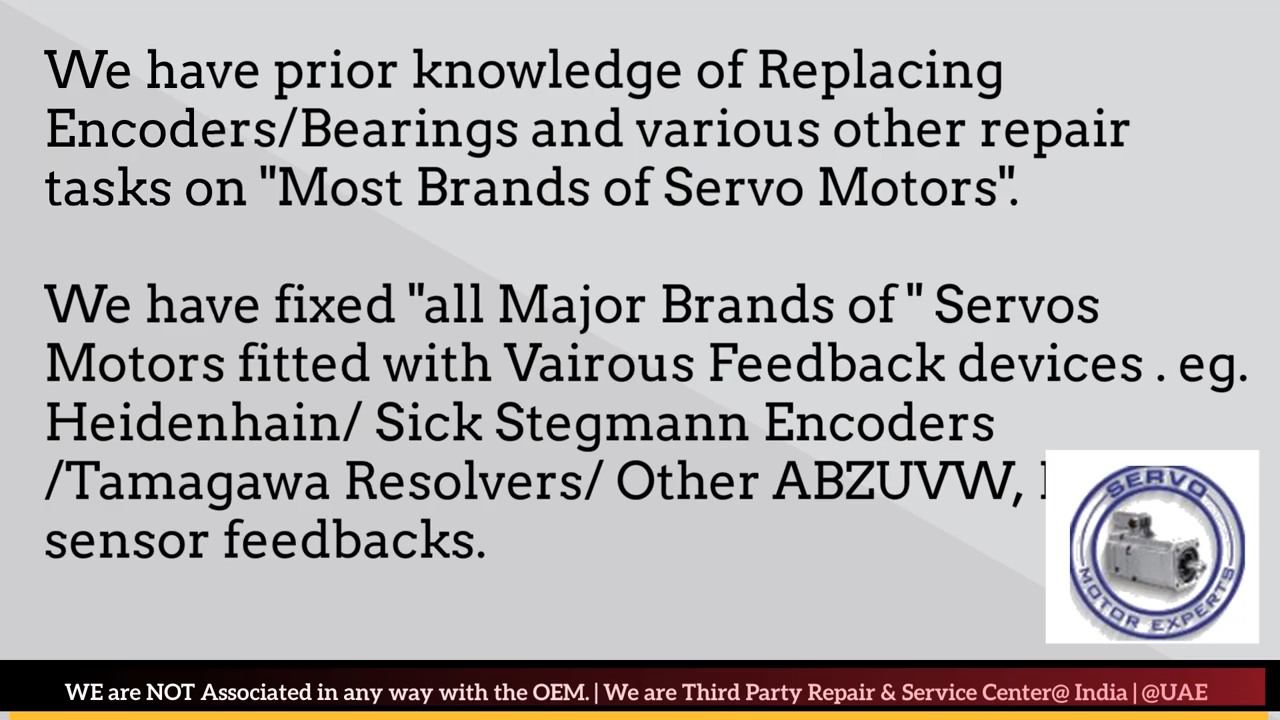 We have prior knowledge of Replacing
Encoders/Bearings and various other repair
tasks on "Most Brands of Servo Motors".
We have fixed "all Major Brands of " Servos
Motors fitted with Vairous Feedback devices . eg.
Heidenhain/ Sick Stegmann Encoders
/Tamagawa Resolvers/ Other ABZUVW,
sensor feedbacks.
SERVO
MOTOR EXPERTS
WE are NOT Associated in any way with the OEM. | We are Third Party Repair & Service Center@ India | @UAE